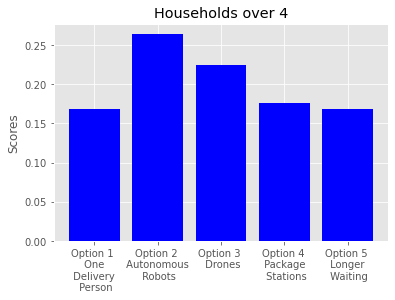 Households over 4
Scores
0.25
0.20
0.15
0.10
0.05
0.00
Option 1
One
Delivery
Person
Option 2
Autonomous
Robots
Option 3
Drones
Option 4
Package
Stations
Option 5
Longer
Waiting